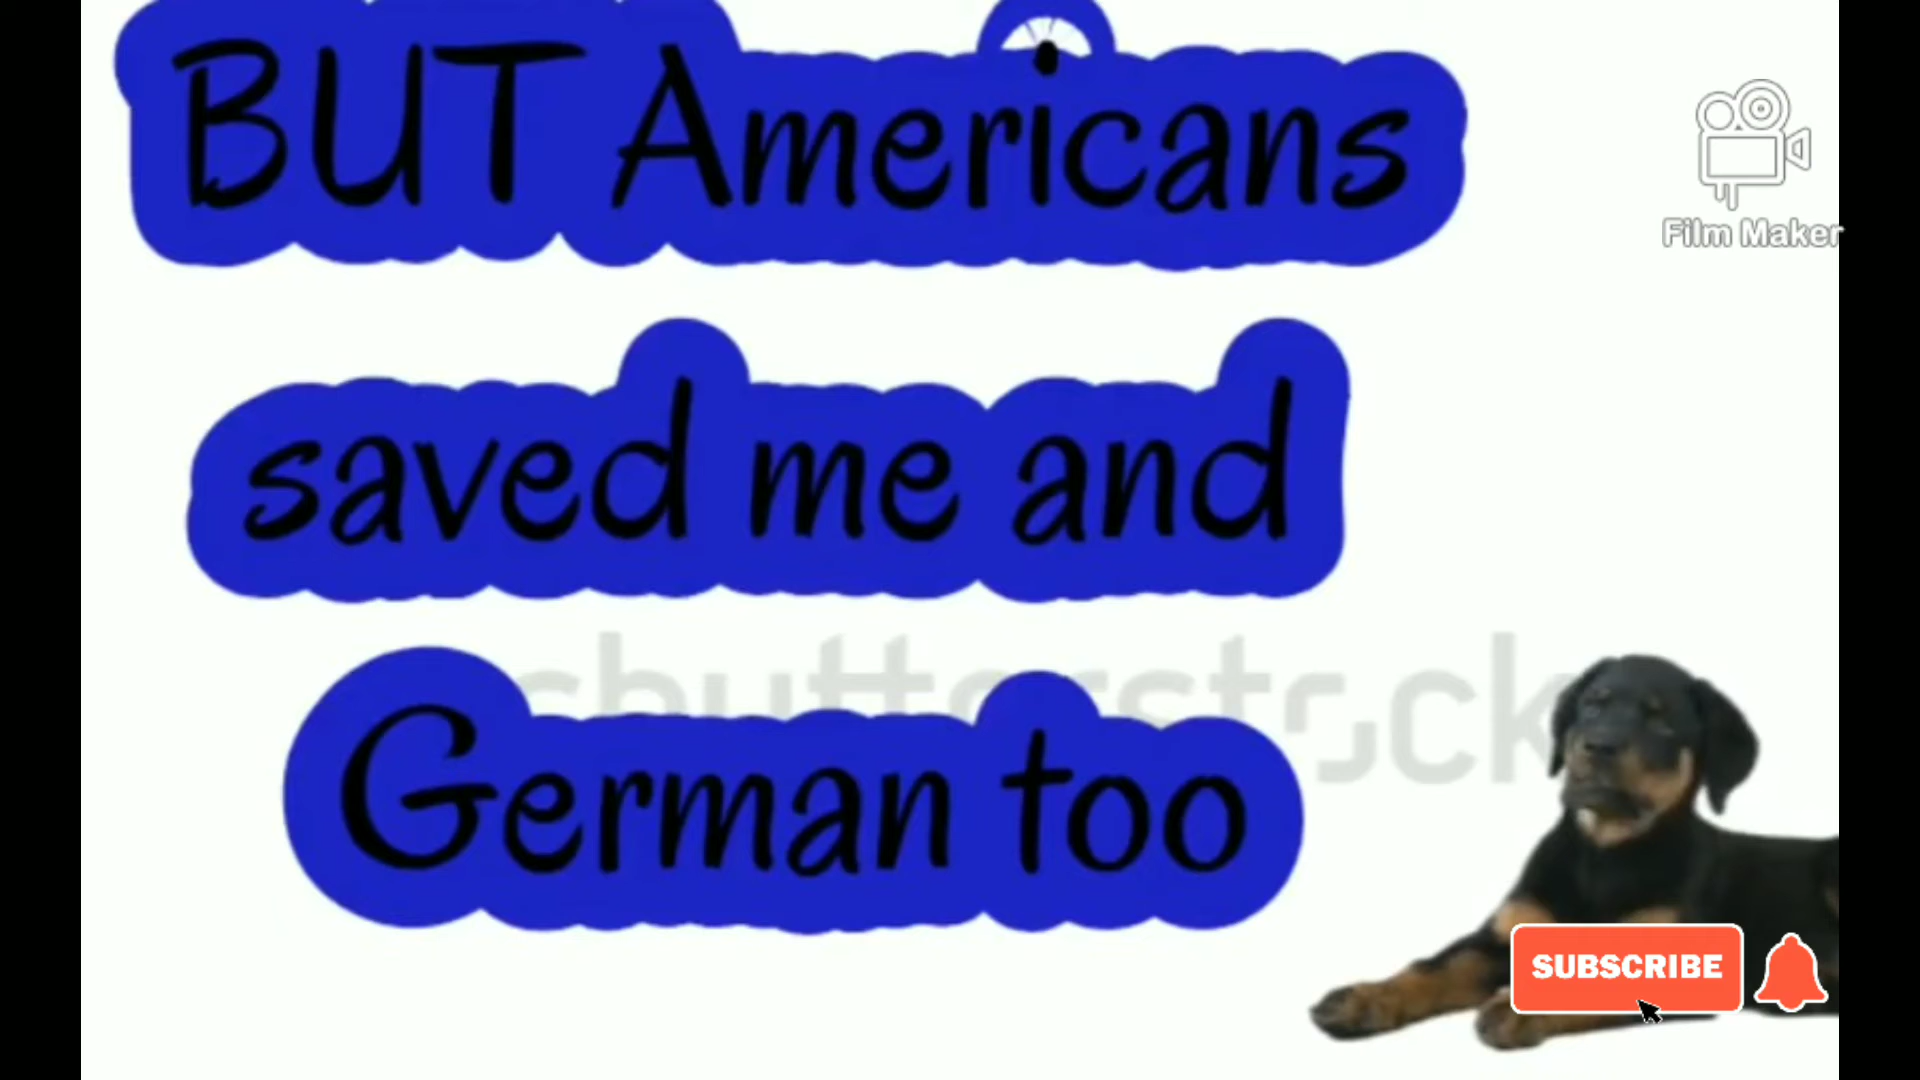 BUT Americans
Film Maker
saved me and
shutterstock
German too
SUBSCRIBE